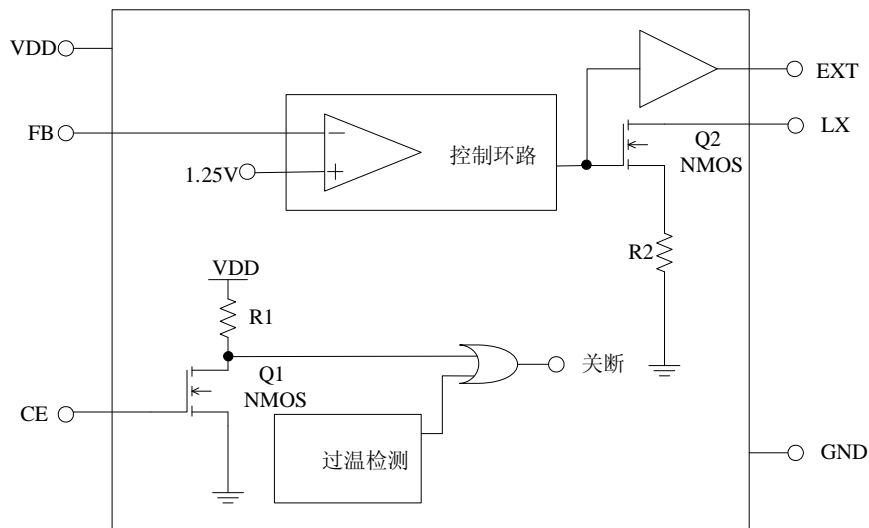 VDD
EXT
FB
LX
Q2
NMOS
控制环路
1.25V
R2
VDD
R1
关断
Q1
NMOS
CE
过温检测
GND